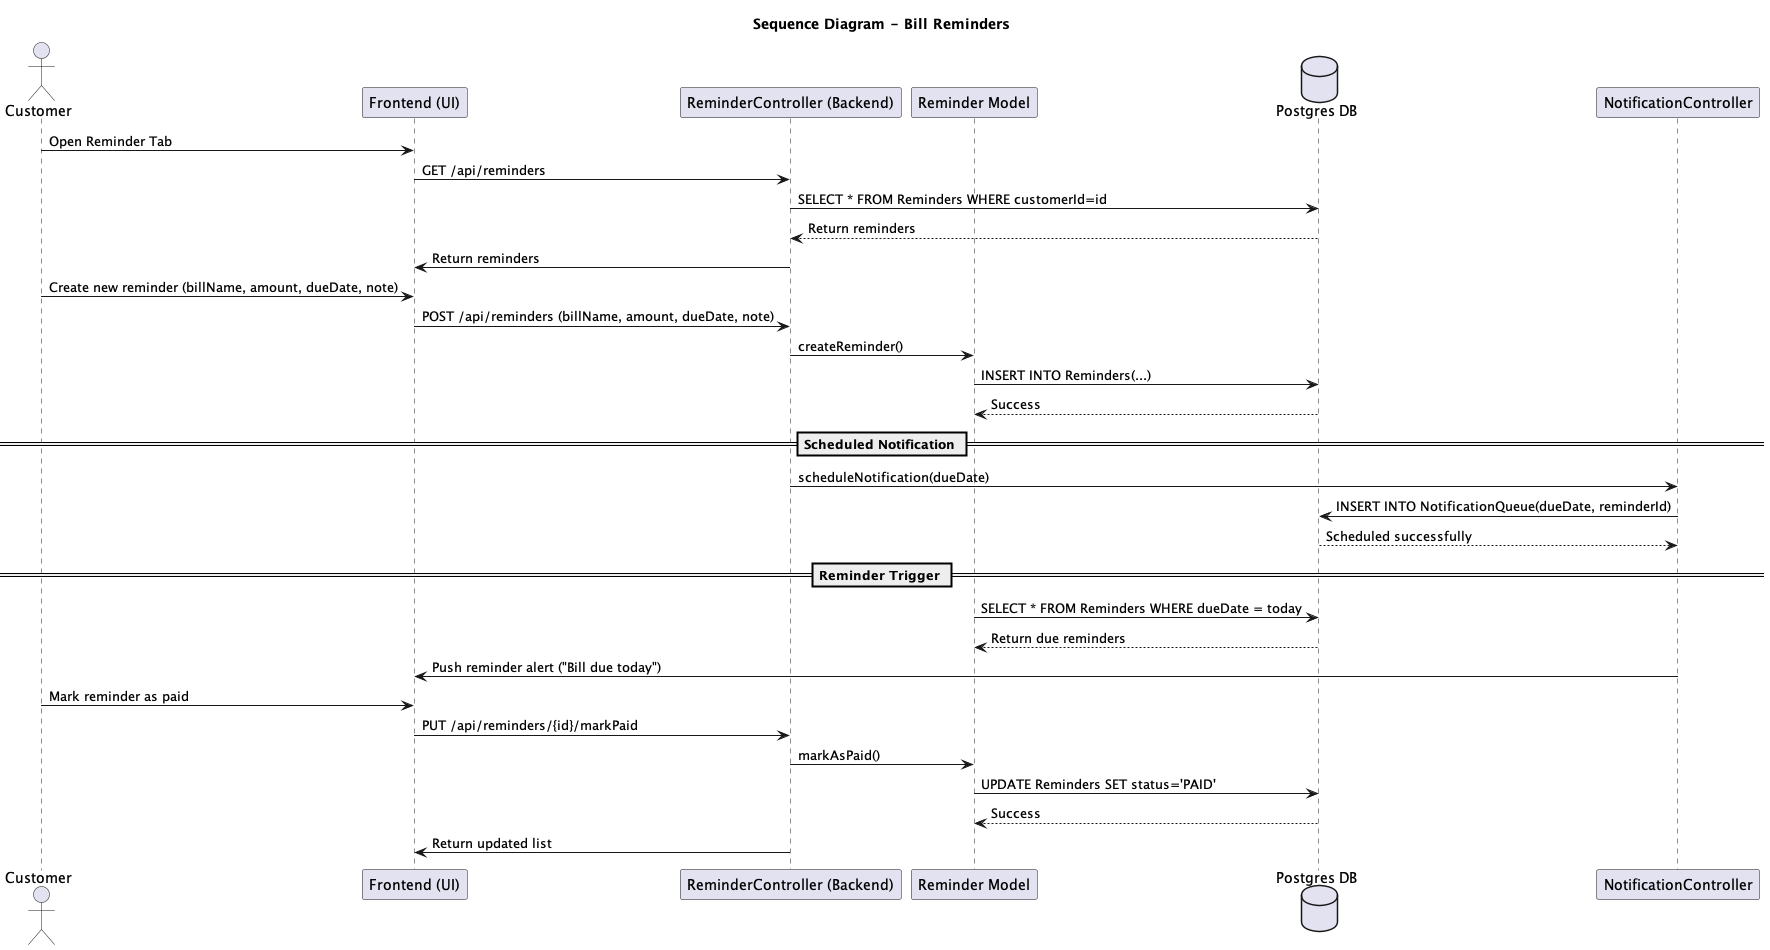 Sequence Diagram - Bill Reminders
Customer
Frontend (UI)
ReminderController (Backend)
Reminder Model
Postgres DB
NotificationController
Open Reminder Tab
GET /api/reminders
SELECT * FROM Reminders WHERE customerId=id
Return reminders
Return reminders
Create new reminder (billName, amount, dueDate, note)
POST /api/reminders (billName, amount, dueDate, note)
createReminder()
INSERT INTO Reminders(...)
Success
Scheduled Notification
scheduleNotification(dueDate)
INSERT INTO NotificationQueue(dueDate, reminderId)
Scheduled successfully
Reminder Trigger
SELECT * FROM Reminders WHERE dueDate = today
Return due reminders
Push reminder alert ("Bill due today")
Mark reminder as paid
PUT /api/reminders/{id}/markPaid
markAsPaid()
UPDATE Reminders SET status='PAID'
Success
Return updated list
Customer
Frontend (UI)
ReminderController (Backend)
Reminder Model
Postgres DB
NotificationController